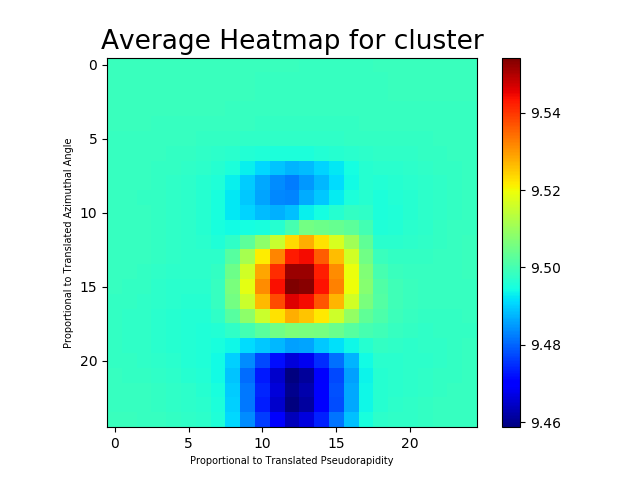 Average Heatmap for cluster
0
5
10
15
20
Proportional to Translated Azimuthal Angle
0 5 10 15 20
Proportional to Translated Pseudorapidity
9.54
9.52
9.50
9.48
9.46